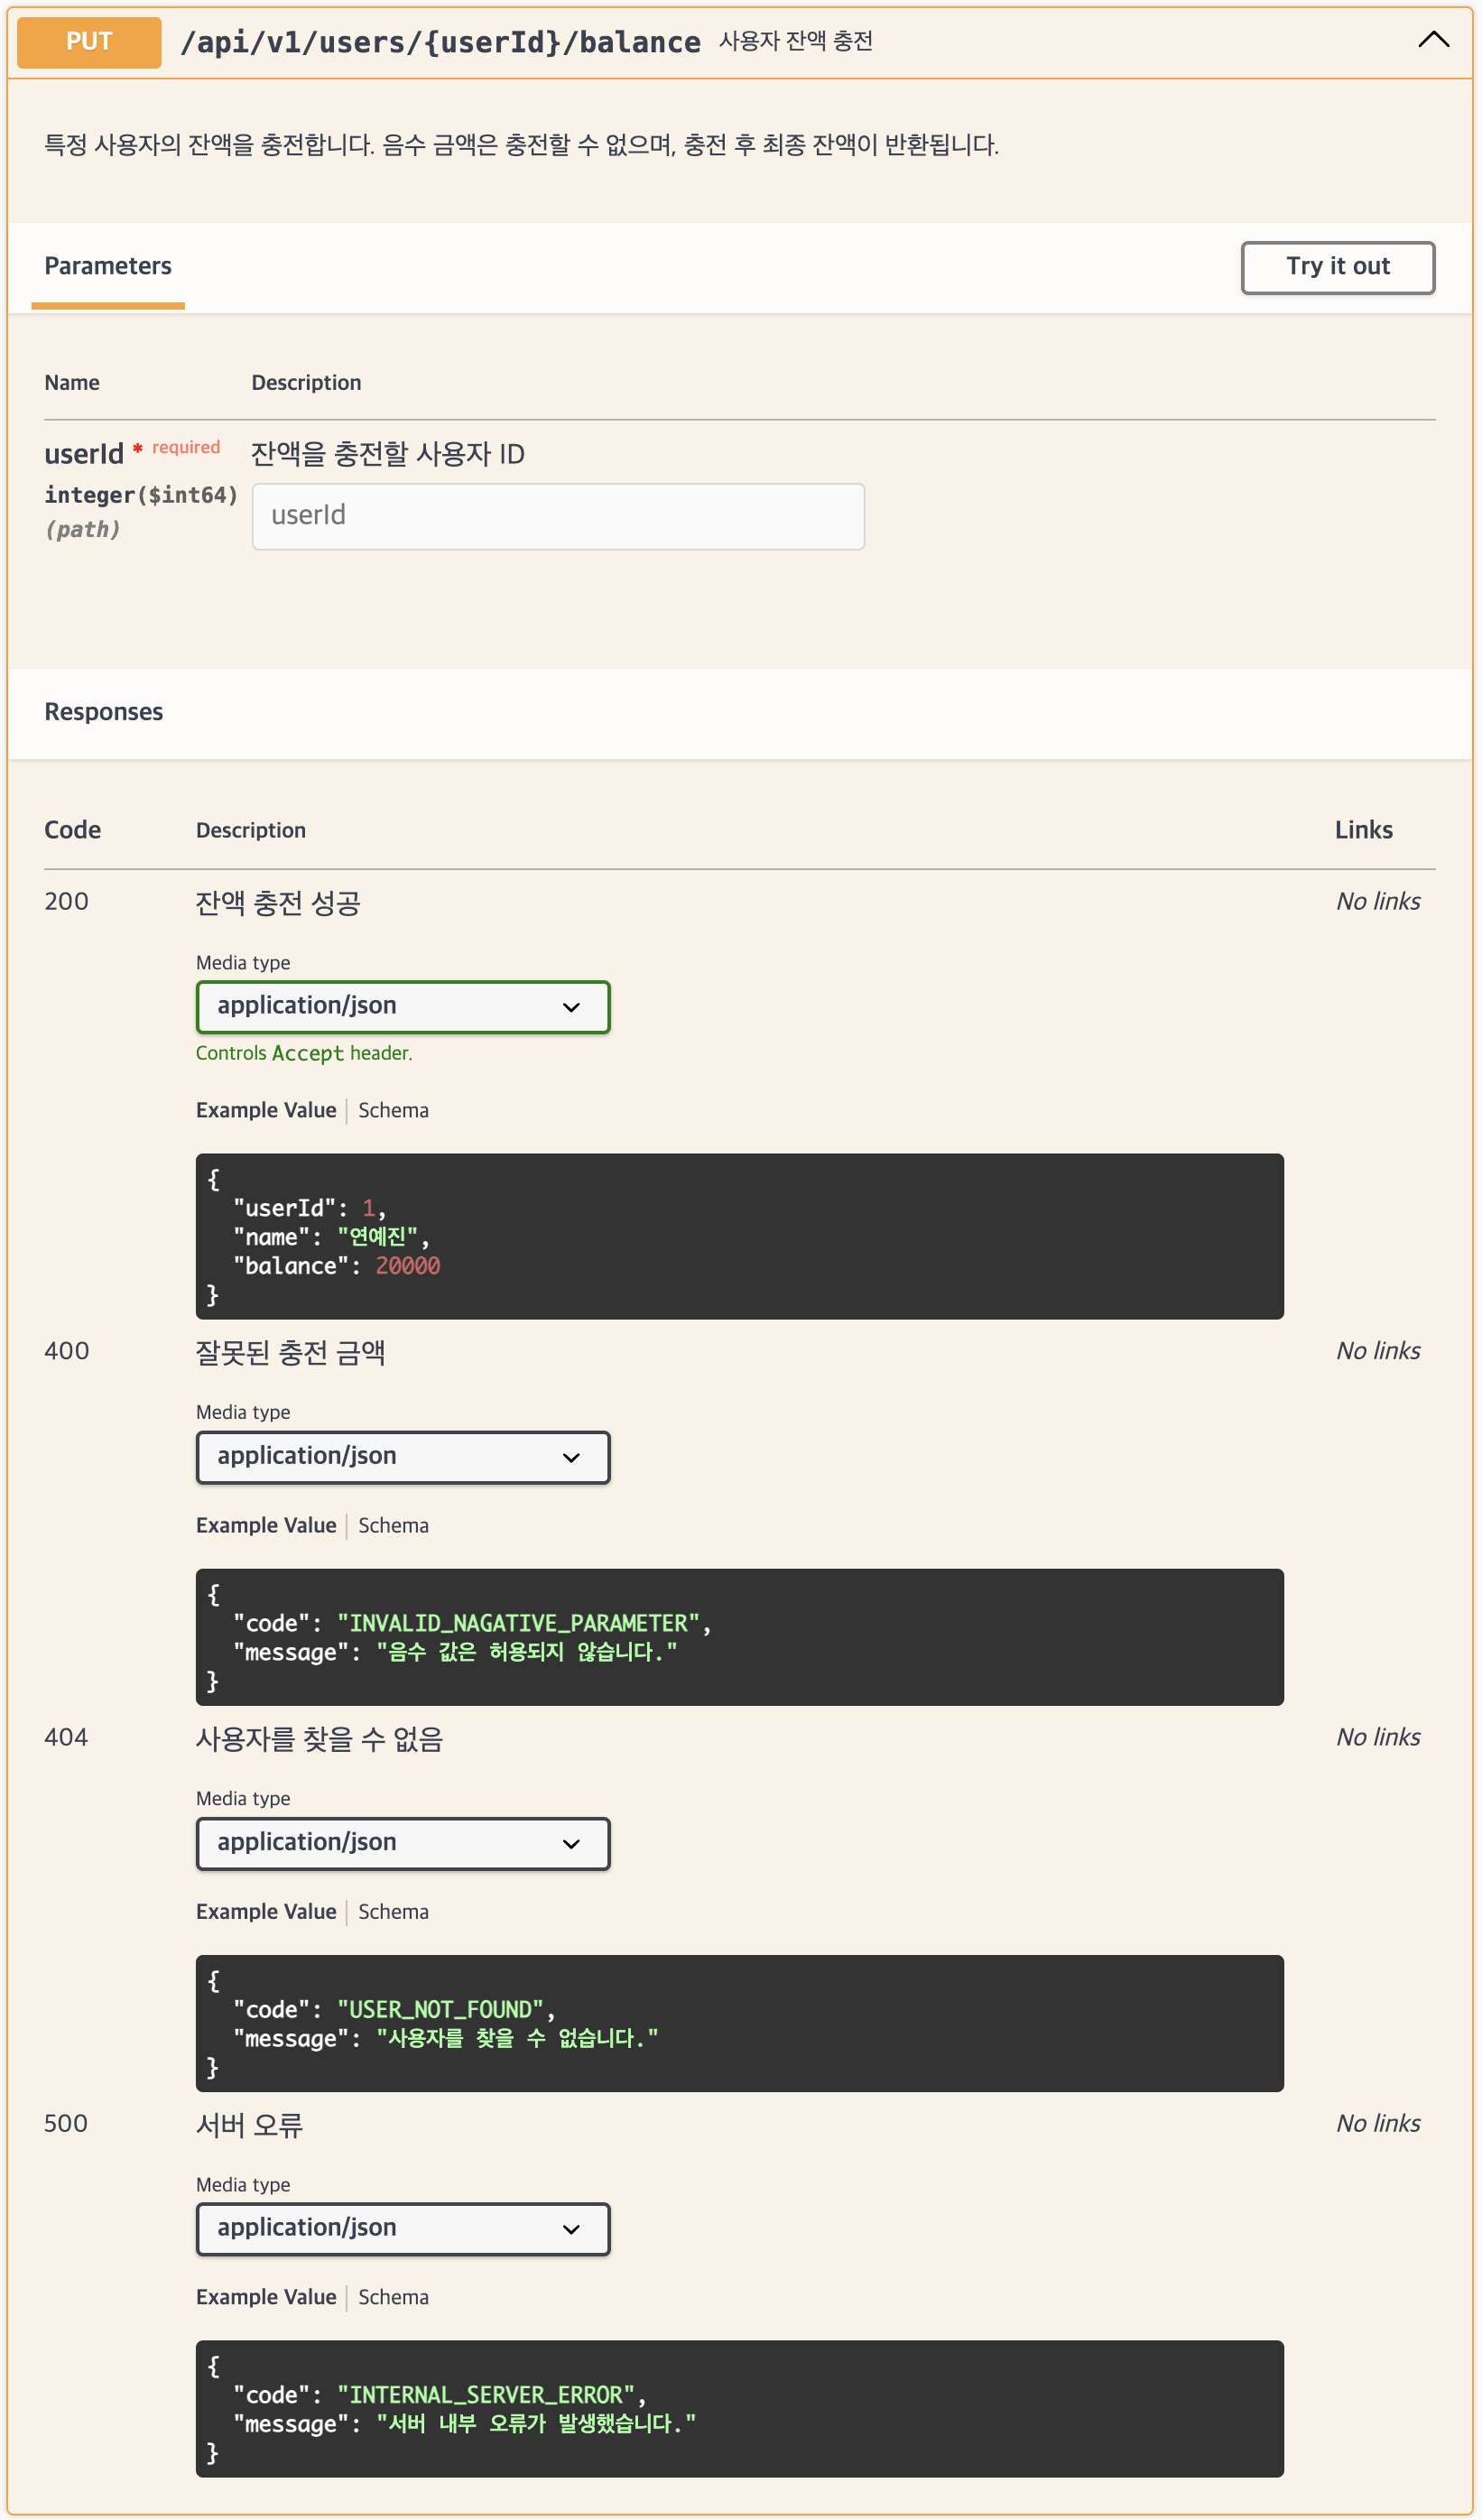 PUT /api/v1/users/{userId}/balance 사용자 잔액 충전
특정 사용자의 잔액을 충전합니다. 음수 금액은 충전할 수 없으며, 충전 후 최종 잔액이 반환됩니다.
Parameters Try it out
Name Description
userId * required 잔액을 충전할 사용자 ID
integer($int64) userId
(path)
Responses
Code Description Links
200 잔액 충전 성공 No links
Media type
application/json
Controls Accept header.
Example Value Schema
{
"userId": 1,
"name": "연예진",
"balance": 20000
}
400 잘못된 충전 금액 No links
Media type
application/json
Example Value Schema
{
"code": "INVALID_NAGATIVE_PARAMETER",
"message": "음수 값은 허용되지 않습니다."
}
404 사용자를 찾을 수 없음 No links
Media type
application/json
Example Value Schema
{
"code": "USER_NOT_FOUND",
"message": "사용자를 찾을 수 없습니다."
}
500 서버 오류 No links
Media type
application/json
Example Value Schema
{
"code": "INTERNAL_SERVER_ERROR",
"message": "서버 내부 오류가 발생했습니다."
}